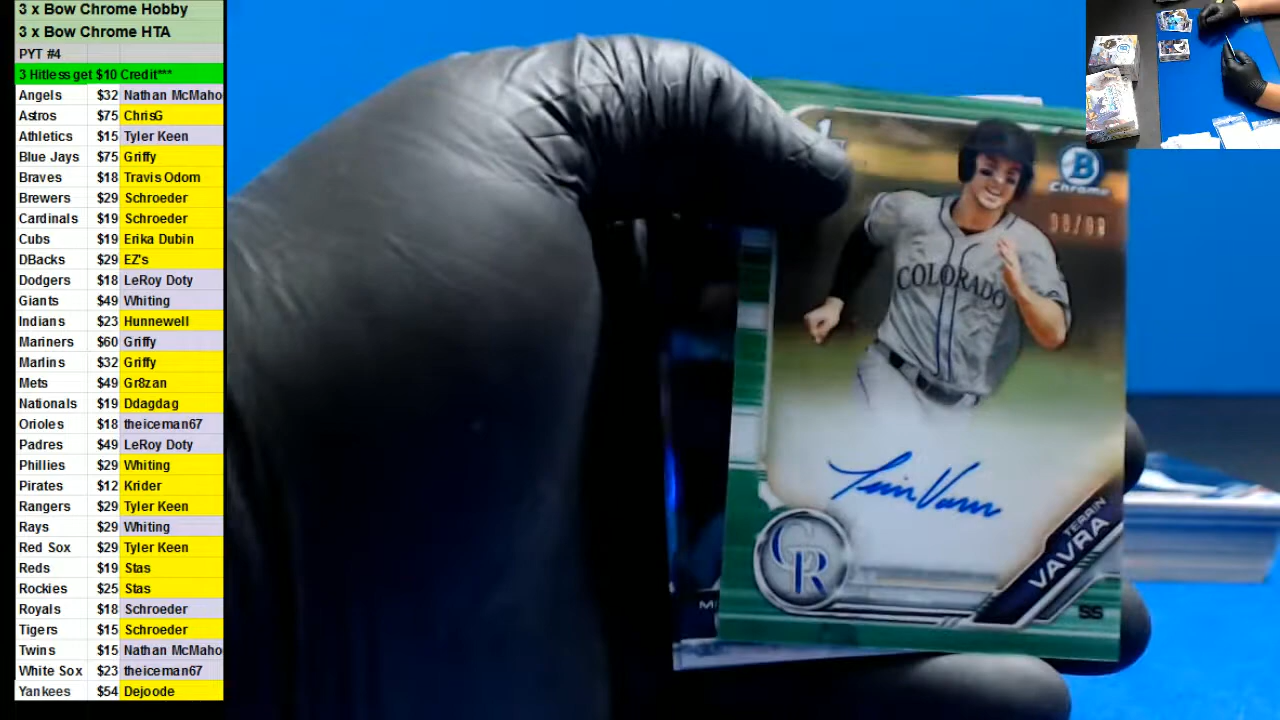 3 x Bow Chrome Hobby
3 x Bow Chrome HTA
PYT #4
3 Hitless get $10 Credit***
Angels $32 Nathan McMaho
Astros $75 ChrisG
Athletics $15 Tyler Keen
Blue Jays $75 Griffy
Braves $18 Travis Odom
Brewers $29 Schroeder
Cardinals $19 Schroeder
Cubs $19 Erika Dubin
DBacks $29 EZ's
Dodgers $18 LeRoy Doty
Giants $49 Whiting
Indians $23 Hunnewell
Mariners $60 Griffy
Marlins $32 Griffy
Mets $49 Gr8zan
Nationals $19 Ddagdag
Orioles $18 theiceman67
Padres $49 LeRoy Doty
Phillies $29 Whiting
Pirates $12 Krider
Rangers $29 Tyler Keen
Rays $29 Whiting
Red Sox $29 Tyler Keen
Reds $19 Stas
Rockies $25 Stas
Royals $18 Schroeder
Tigers $15 Schroeder
Twins $15 Nathan McMaho
White Sox $23 theiceman67
Yankees $54 Dejoode
B
Chrome
COLORADO
CR
TERRIN
VAVRA
SS